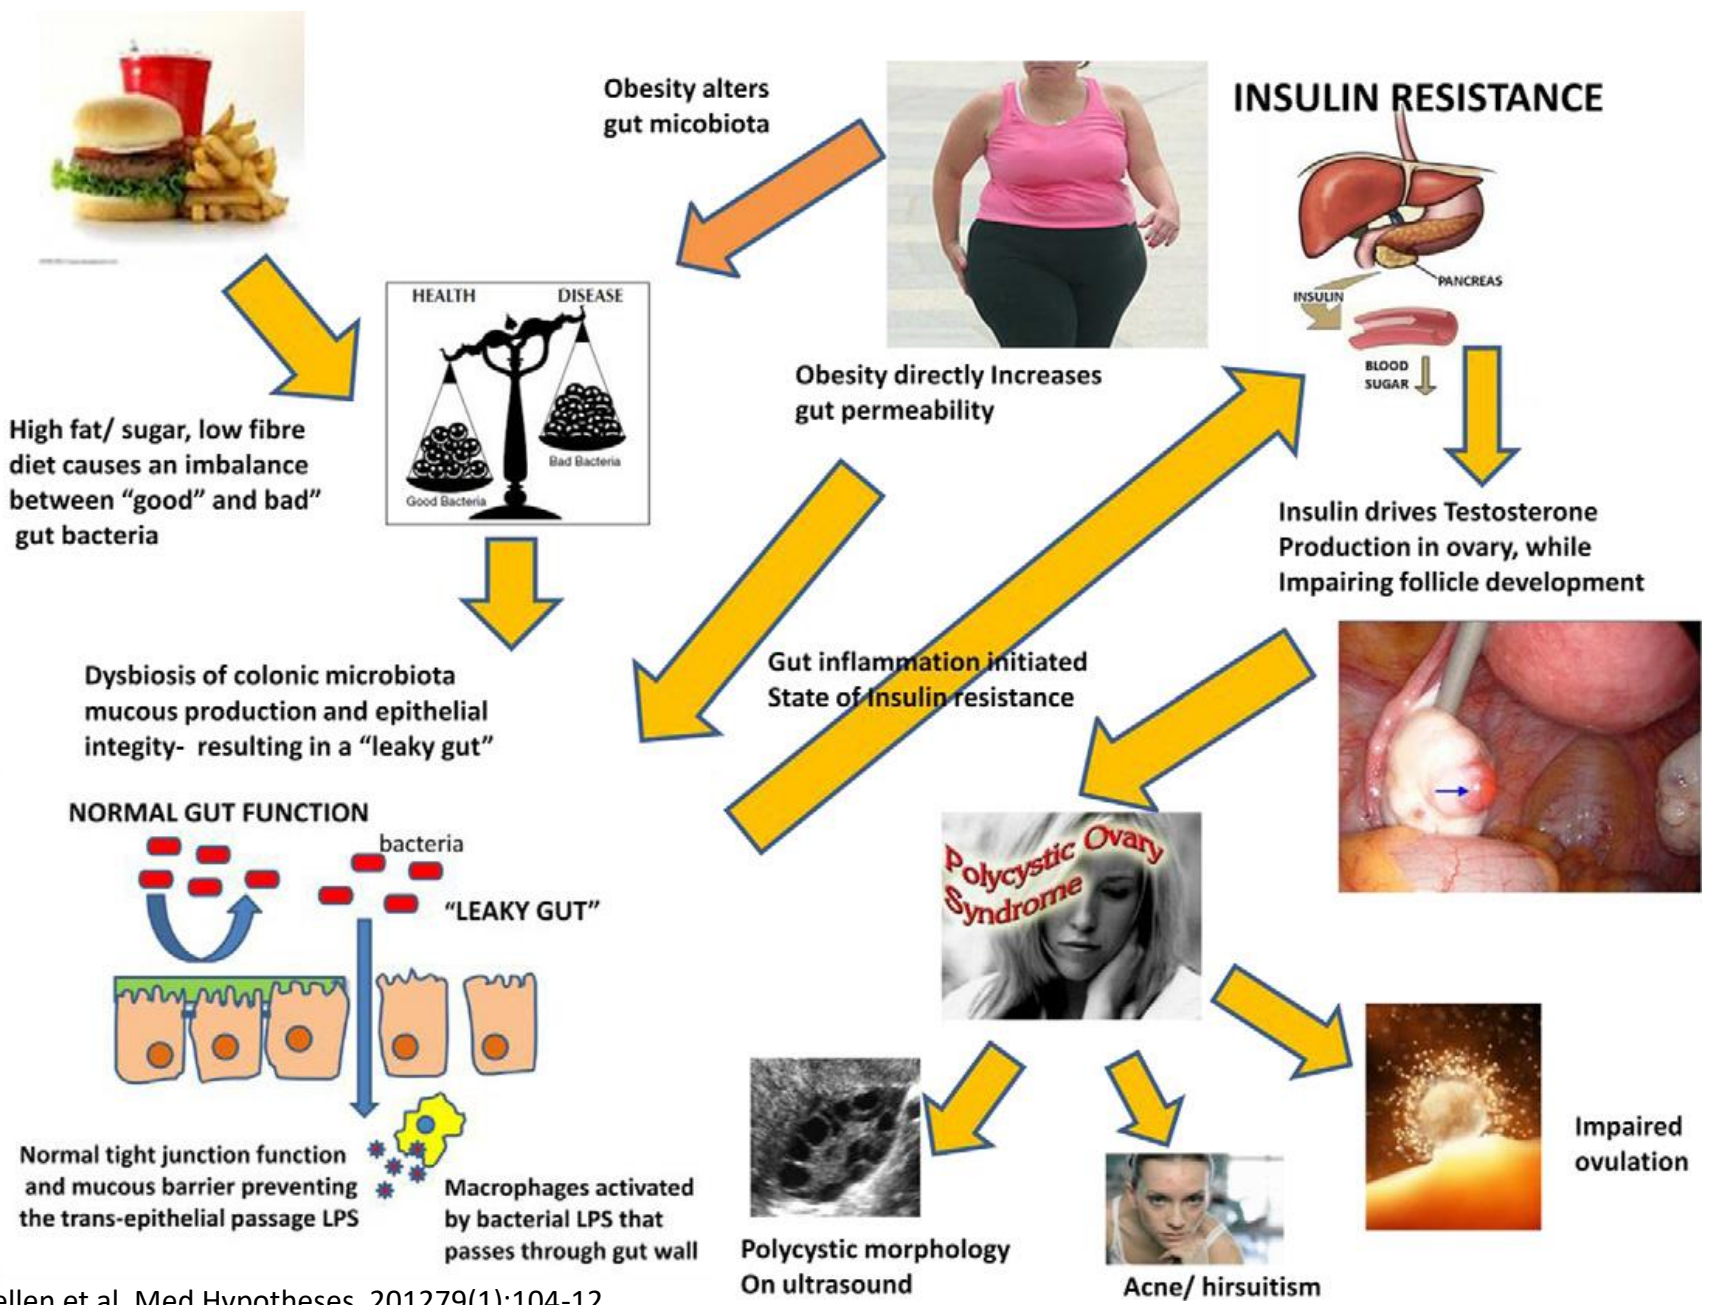 Obesity alters
gut micobiota
INSULIN RESISTANCE
PANCREAS
INSULIN
BLOOD
SUGAR
HEALTH
DISEASE
Bad Bacteria
Good Bacteria
Obesity directly Increases
gut permeability
High fat/ sugar, low fibre
diet causes an imbalance
between “good” and bad”
gut bacteria
Insulin drives Testosterone
Production in ovary, while
Impairing follicle development
Dysbiosis of colonic microbiota
mucous production and epithelial
integity- resulting in a “leaky gut”
Gut inflammation initiated
State of Insulin resistance
NORMAL GUT FUNCTION
bacteria
“LEAKY GUT”
Polycystic Ovary
Syndrome
Normal tight junction function
and mucous barrier preventing
the trans-epithelial passage LPS
Macrophages activated
by bacterial LPS that
passes through gut wall
Polycystic morphology
On ultrasound
Acne/ hirsuitism
Impaired
ovulation
ellen et al. Med Hypotheses. 201279(1):104-12